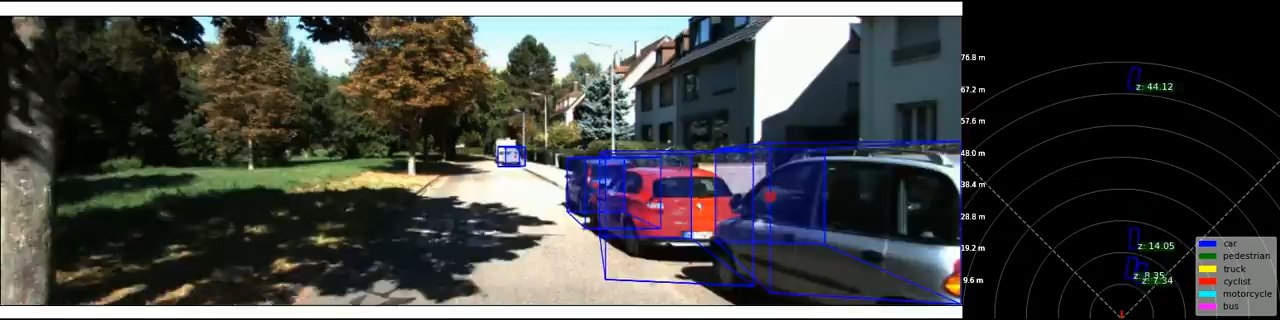 76.8 m
67.2 m
57.6 m
48.0 m
38.4 m
28.8 m
19.2 m
9.6 m
z: 44.12
z: 14.05
z: 8.35
z: 7.34
car
pedestrian
truck
cyclist
motorcycle
bus